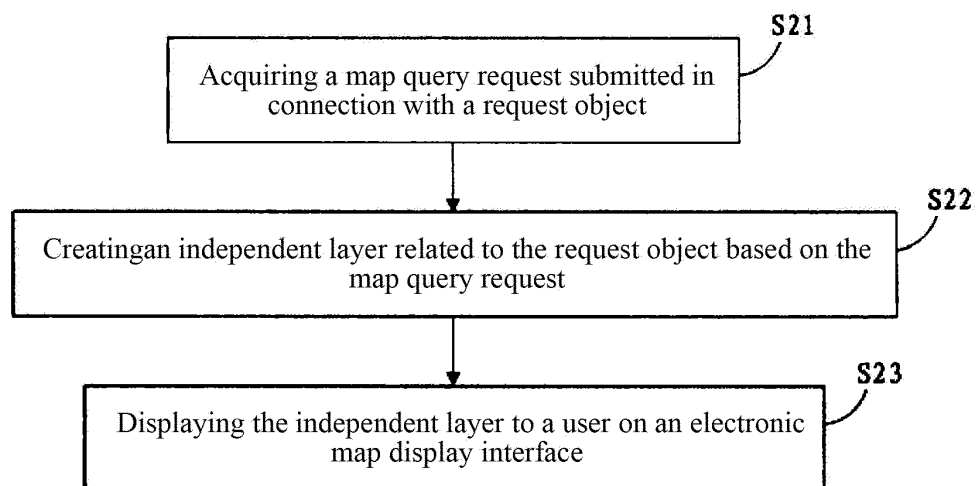 S21
Acquiring a map query request submitted in
connection with a request object
S22
Creatingan independent layer related to the request object based on the
map query request
S23
Displaying the independent layer to a user on an electronic
map display interface